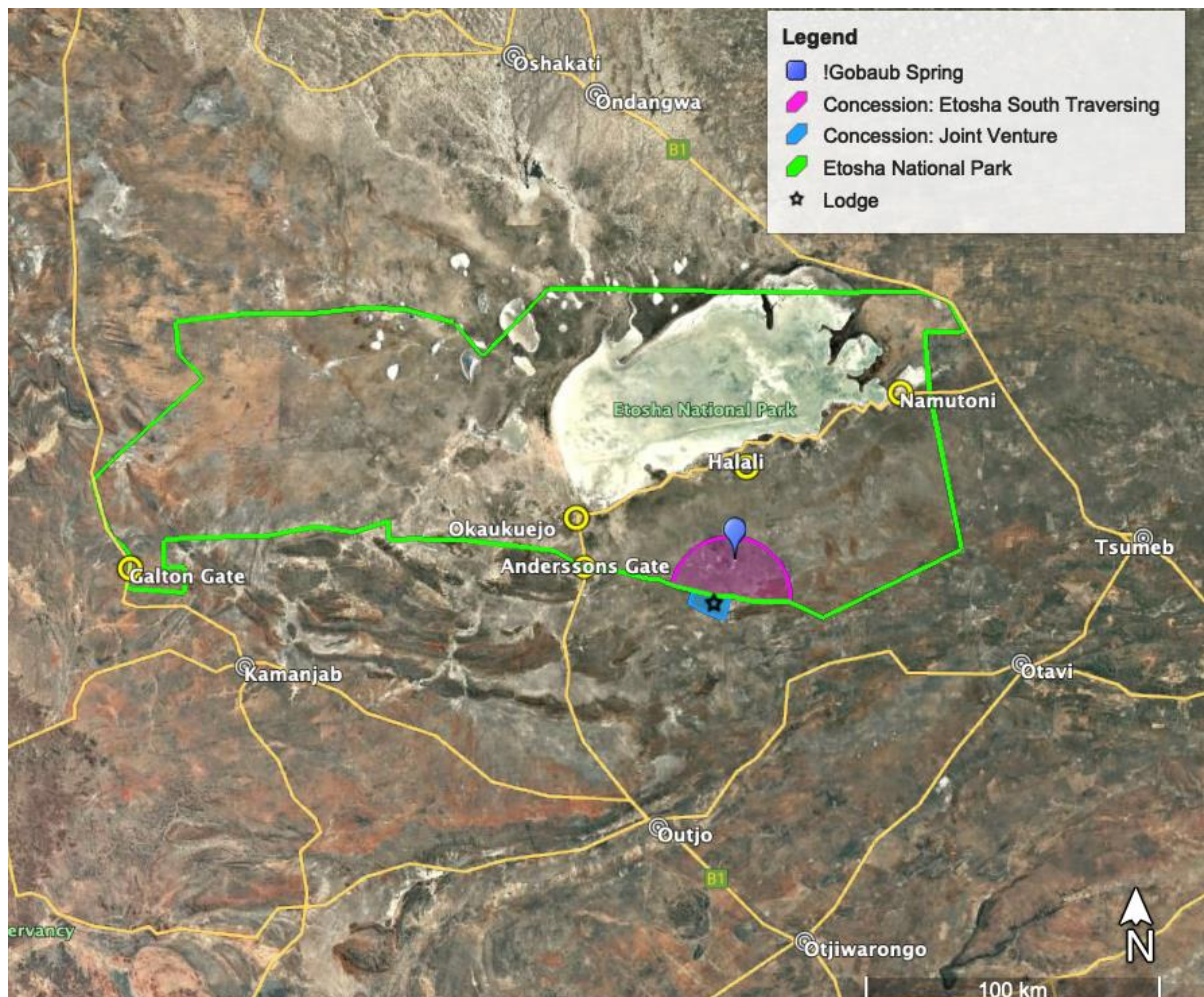 Legend
!Gobaub Spring
Concession: Etosha South Traversing
Concession: Joint Venture
Etosha National Park
Lodge
Oshakati
Ondangwa
B1
Etosha National Park
Namutoni
Halali
Okaukuejo
Tsumeb
Anderssons Gate
Galton Gate
Kamanjab
Otavi
Outjo
B1
ervancy
Otjiwarongo
N
100 km